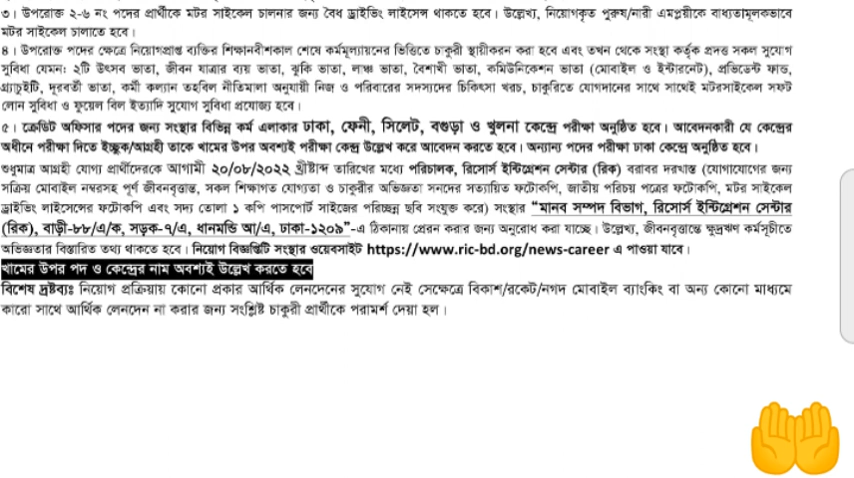 ৩। উপরোক্ত ২-৬ নং পদের প্রার্থীকে মটর সাইকেল চালনার জন্য বৈধ ড্রাইভিং লাইসেন্স থাকতে হবে। উল্লেখ্য, নিয়োগকৃত পুরুষ/নারী এমপ্লয়ীকে বাধ্যতামূলকভাবে
মটর সাইকেল চালাতে হবে।
৪। উপরোক্ত পদের ক্ষেত্রে নিয়োগপ্রাপ্ত ব্যক্তির শিক্ষানবীশকাল শেষে কর্মমূল্যায়নের ভিত্তিতে চাকুরী স্থায়ীকরন করা হবে এবং তখন থেকে সংস্থা কর্তৃক প্রদত্ত সকল সুযোগ
সুবিধা যেমন: ২টি উৎসব ভাতা, জীবন যাত্রার ব্যয় ভাতা, ঝুকি ভাতা, লাঞ্চ ভাতা, বৈশাখী ভাতা, কমিউনিকেশন ভাতা (মোবাইল ও ইন্টারনেট), প্রভিডেন্ট ফান্ড,
গ্র্যাচুইটি, দূরবর্তী ভাতা, কর্মী কল্যান তহবিল নীতিমালা অনুযায়ী নিজ ও পরিবারের সদস্যদের চিকিৎসা খরচ, চাকুরিতে যোগদানের সাথে সাথেই মটরসাইকেল সফট
লোন সুবিধা ও ফুয়েল বিল ইত্যাদি সুযোগ সুবিধা প্রযোজ্য হবে।
৫। ক্রেডিট অফিসার পদের জন্য সংস্থার বিভিন্ন কর্ম এলাকার ঢাকা, ফেনী, সিলেট, বগুড়া ও খুলনা কেন্দ্রে পরীক্ষা অনুষ্ঠিত হবে। আবেদনকারী যে কেন্দ্রের
অধীনে পরীক্ষা দিতে ইচ্ছুক/আগ্রহী তাকে খামের উপর অবশ্যই পরীক্ষা কেন্দ্র উল্লেখ করে আবেদন করতে হবে। অন্যান্য পদের পরীক্ষা ঢাকা কেন্দ্রে অনুষ্ঠিত হবে।
শুধুমাত্র আগ্রহী যোগ্য প্রার্থীদেরকে আগামী ২০/০৮/২০২২ খ্রীষ্টাব্দ তারিখের মধ্যে পরিচালক, রিসোর্স ইন্টিগ্রেশন সেন্টার (রিক) বরাবর দরখাস্ত (যোগাযোগের জন্য
সক্রিয় মোবাইল নম্বরসহ পূর্ণ জীবনবৃত্তান্ত, সকল শিক্ষাগত যোগ্যতা ও চাকুরীর অভিজ্ঞতা সনদের সত্যায়িত ফটোকপি, জাতীয় পরিচয় পত্রের ফটোকপি, মটর সাইকেল
ড্রাইভিং লাইসেন্সের ফটোকপি এবং সদ্য তোলা ১ কপি পাসপোর্ট সাইজের পরিচ্ছন্ন ছবি সংযুক্ত করে) সংস্থার “মানব সম্পদ বিভাগ, রিসোর্স ইন্টিগ্রেশন সেন্টার
(রিক), বাড়ী-৮৮/এ/ক, সড়ক-৭/এ, ধানমন্ডি আ/এ, ঢাকা-১২০৯”-এ ঠিকানায় প্রেরন করার জন্য অনুরোধ করা যাচ্ছে। উল্লেখ্য, জীবনবৃত্তান্তে ক্ষুদ্রঋণ কর্মসূচীতে
অভিজ্ঞতার বিস্তারিত তথ্য থাকতে হবে। নিয়োগ বিজ্ঞপ্তিটি সংস্থার ওয়েবসাইট https://www.ric-bd.org/news-career এ পাওয়া যাবে।
খামের উপর পদ ও কেন্দ্রের নাম অবশ্যই উল্লেখ করতে হবে
বিশেষ দ্রষ্টব্যঃ নিয়োগ প্রক্রিয়ায় কোনো প্রকার আর্থিক লেনদেনের সুযোগ নেই সেক্ষেত্রে বিকাশ/রকেট/নগদ মোবাইল ব্যাংকিং বা অন্য কোনো মাধ্যমে
কারো সাথে আর্থিক লেনদেন না করার জন্য সংশ্লিষ্ট চাকুরী প্রার্থীকে পরামর্শ দেয়া হল।